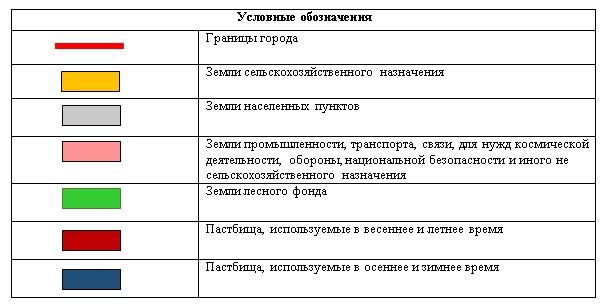 Условные обозначения
Границы города
Земли сельскохозяйственного назначения
Земли населенных пунктов
Земли промышленности, транспорта, связи, для нужд космической
деятельности, обороны, национальной безопасности и иного не
сельскохозяйственного назначения
Земли лесного фонда
Пастбища, используемые в весеннее и летнее время
Пастбища, используемые в осеннее и зимнее время